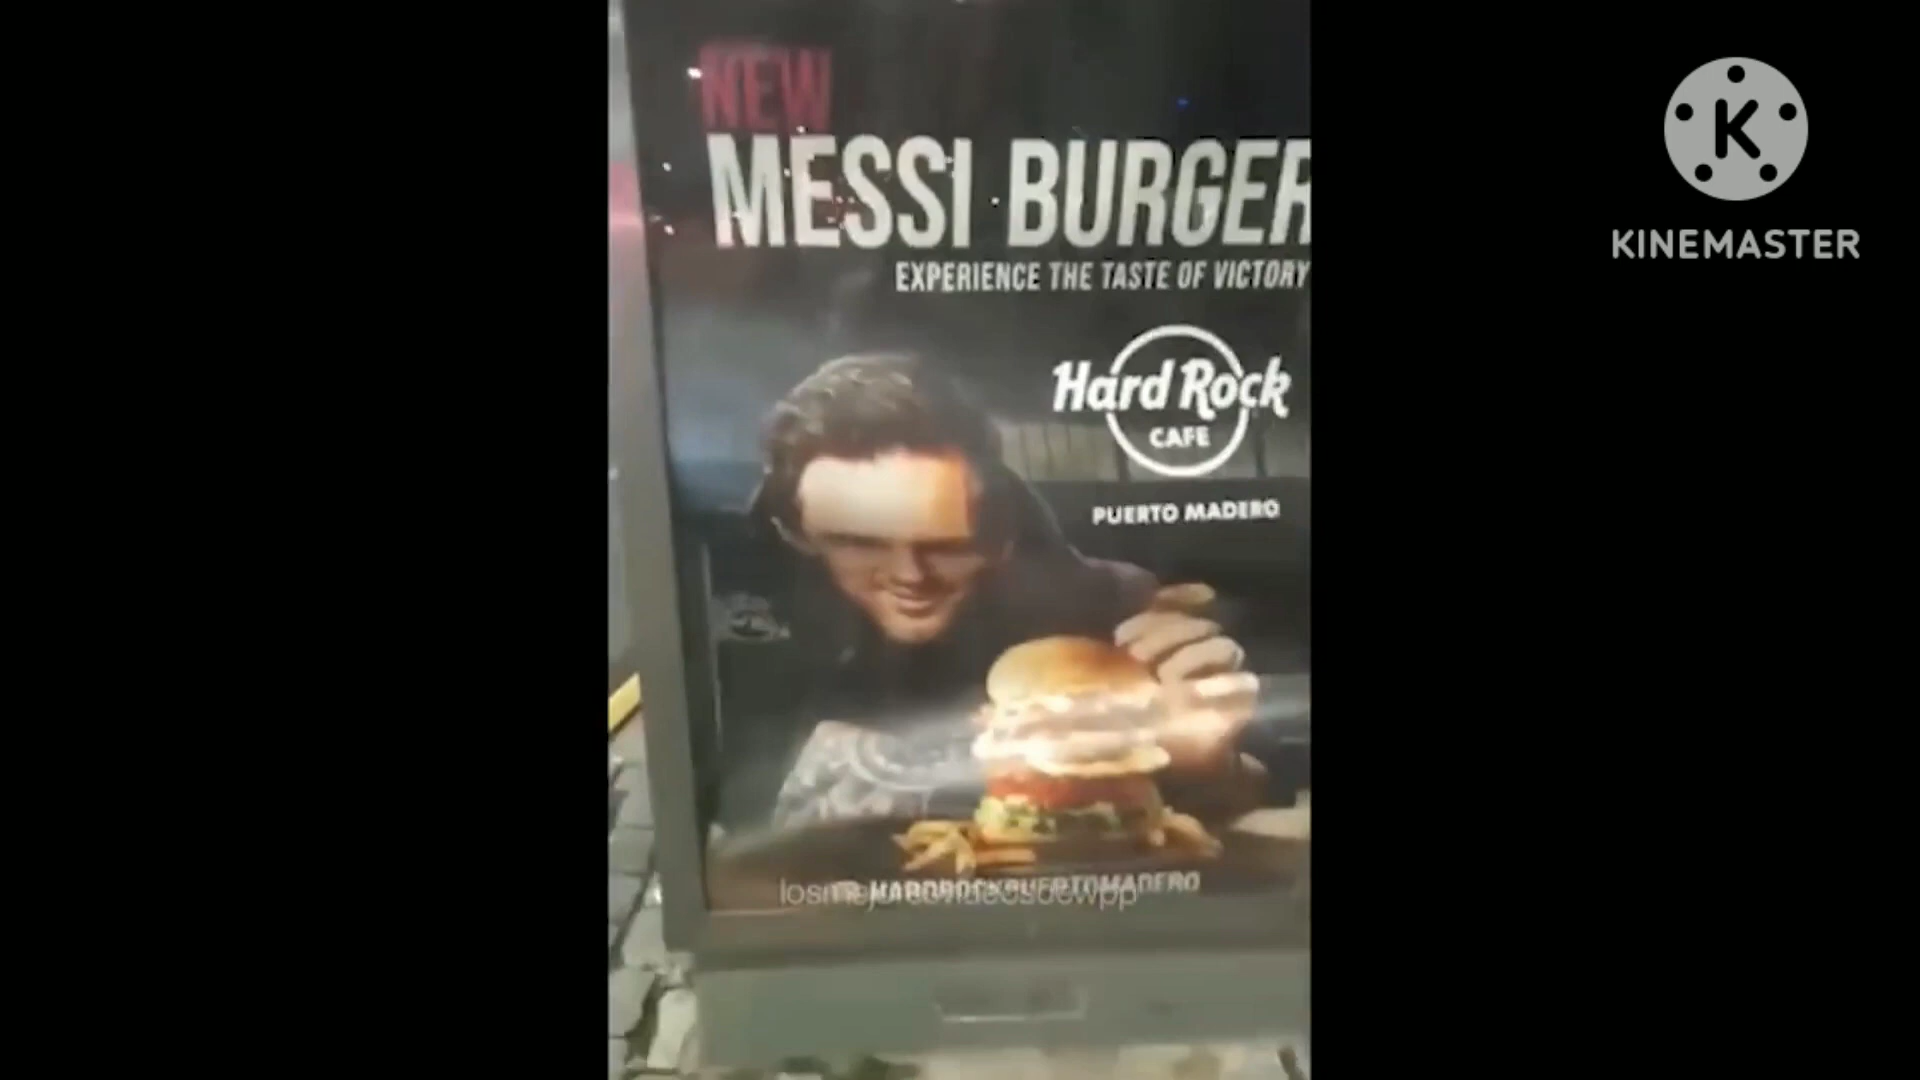 NEW
MESSI BURGER
EXPERIENCE THE TASTE OF VICTORY
Hard Rock
CAFE
PUERTO MADERO
K
KINEMASTER